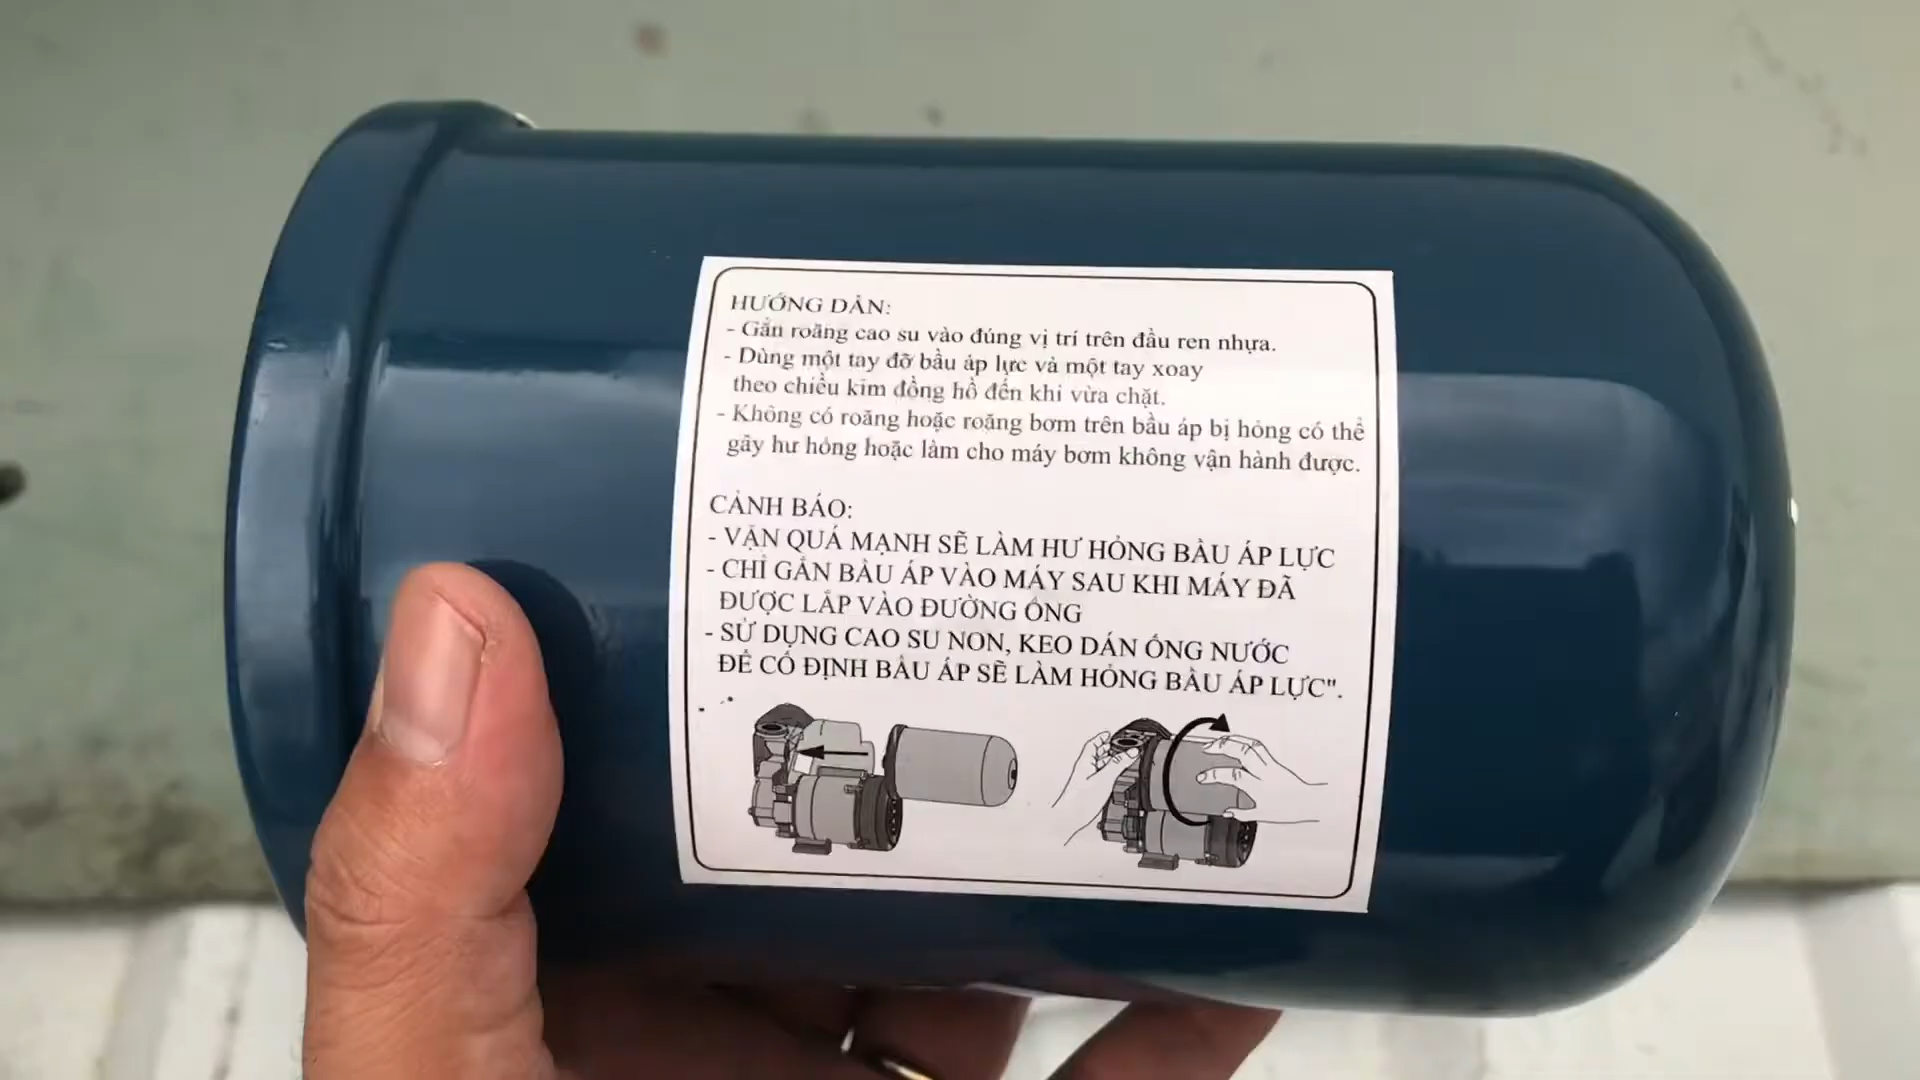 HƯỚNG DẪN:
- Gắn roăng cao su vào đúng vị trí trên đầu ren nhựa.
- Dùng một tay đỡ bầu áp lực và một tay xoay
theo chiều kim đồng hồ đến khi vừa chặt.
- Không có roăng hoặc roăng bơm trên bầu áp bị hỏng có thể
gây hư hỏng hoặc làm cho máy bơm không vận hành được.
CẢNH BÁO:
- VẶN QUÁ MẠNH SẼ LÀM HƯ HỎNG BẦU ÁP LỰC
- CHỈ GẮN BẦU ÁP VÀO MÁY SAU KHI MÁY ĐÃ
ĐƯỢC LẮP VÀO ĐƯỜNG ỐNG
- SỬ DỤNG CAO SU NON, KEO DÁN ỐNG NƯỚC
ĐỂ CỐ ĐỊNH BẦU ÁP SẼ LÀM HỎNG BẦU ÁP LỰC".